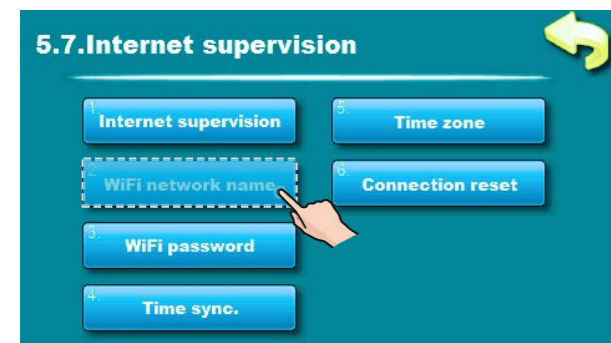 5.7.Internet supervision
1.
Internet supervision
2.
WiFi network name
3.
WiFi password
4.
Time sync.
5.
Time zone
6.
Connection reset